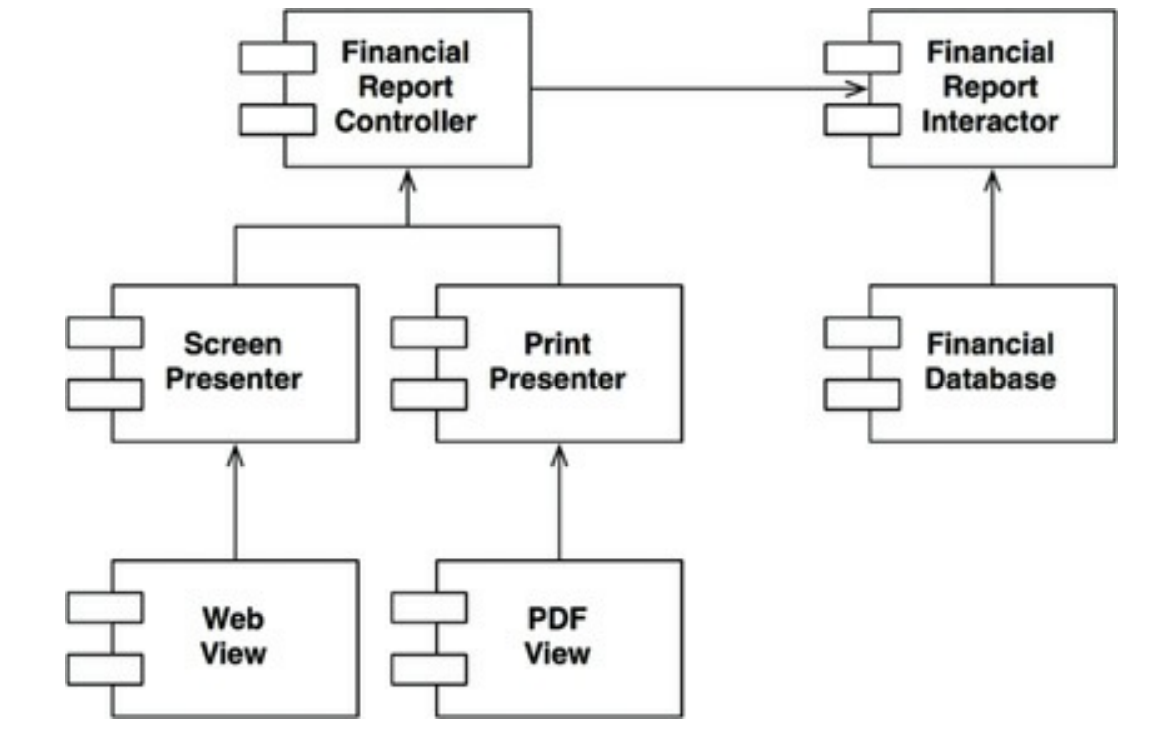 Financial
Report
Controller
Financial
Report
Interactor
Screen
Presenter
Print
Presenter
Financial
Database
Web
View
PDF
View